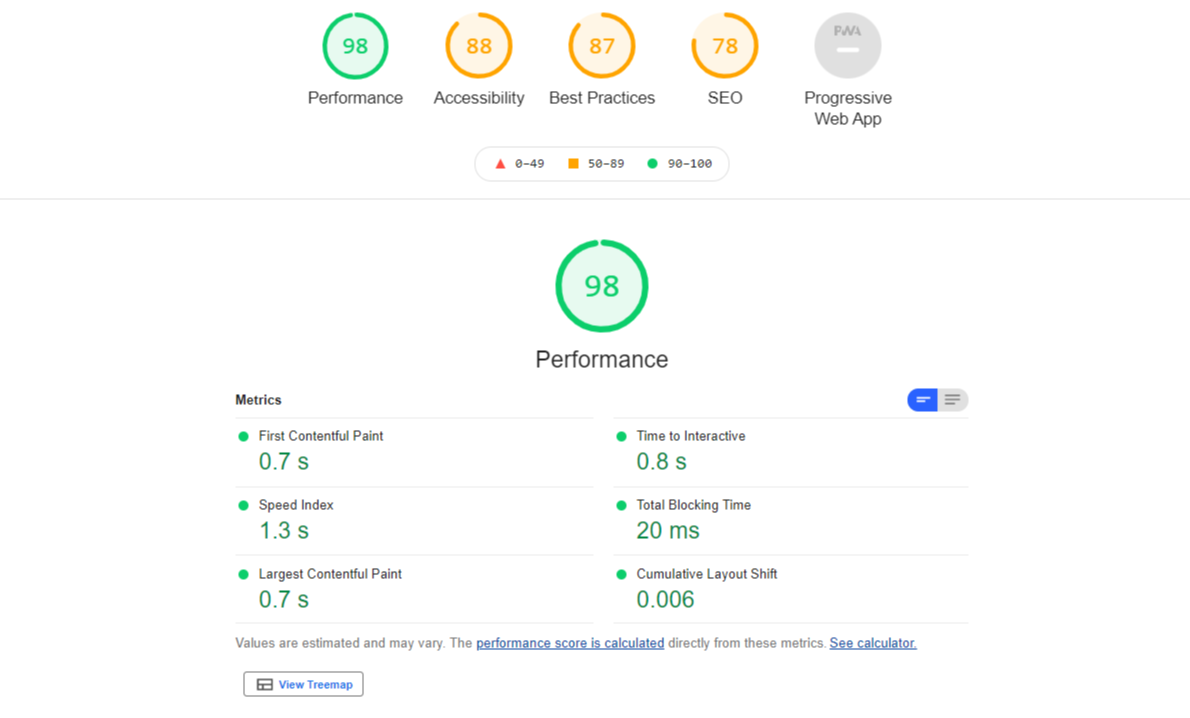 98 88 87 78 PWA
Performance Accessibility Best Practices SEO Progressive
Web App
0–49 50–89 90–100
98
Performance
Metrics
First Contentful Paint
0.7 s
Time to Interactive
0.8 s
Speed Index
1.3 s
Total Blocking Time
20 ms
Largest Contentful Paint
0.7 s
Cumulative Layout Shift
0.006
Values are estimated and may vary. The performance score is calculated directly from these metrics. See calculator.
View Treemap